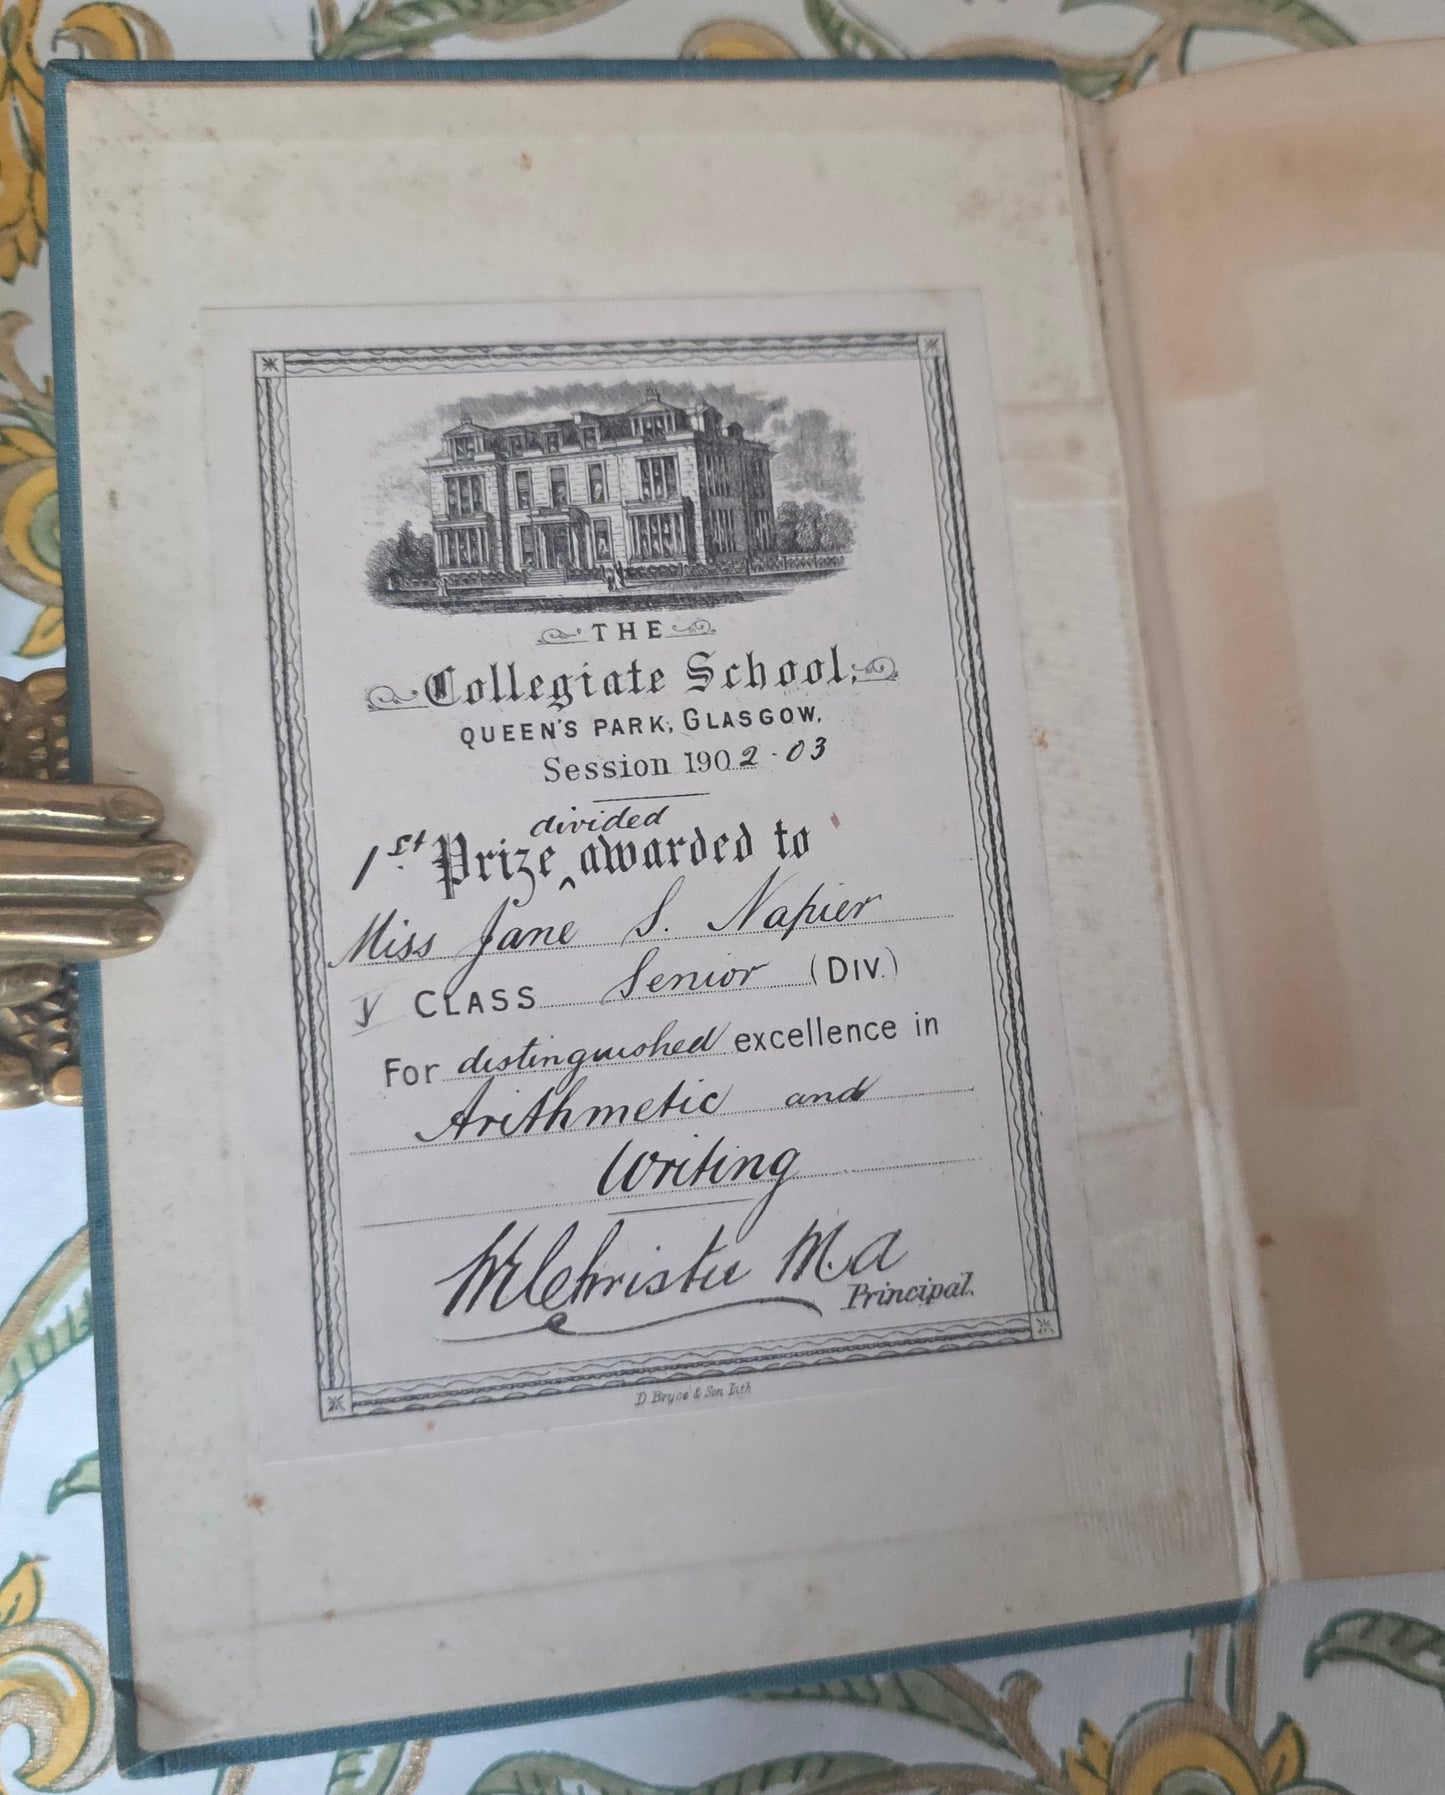 THE
Collegiate School,
QUEEN'S PARK, GLASGOW,
Session 1902-03
divided
1st Prize ^ awarded to
Miss Jane S. Napier
CLASS Senior (DIV.)
For distinguished excellence in
Arithmetic and
Writing
Christie M.A
Principal.
D Bryce & Son Lith